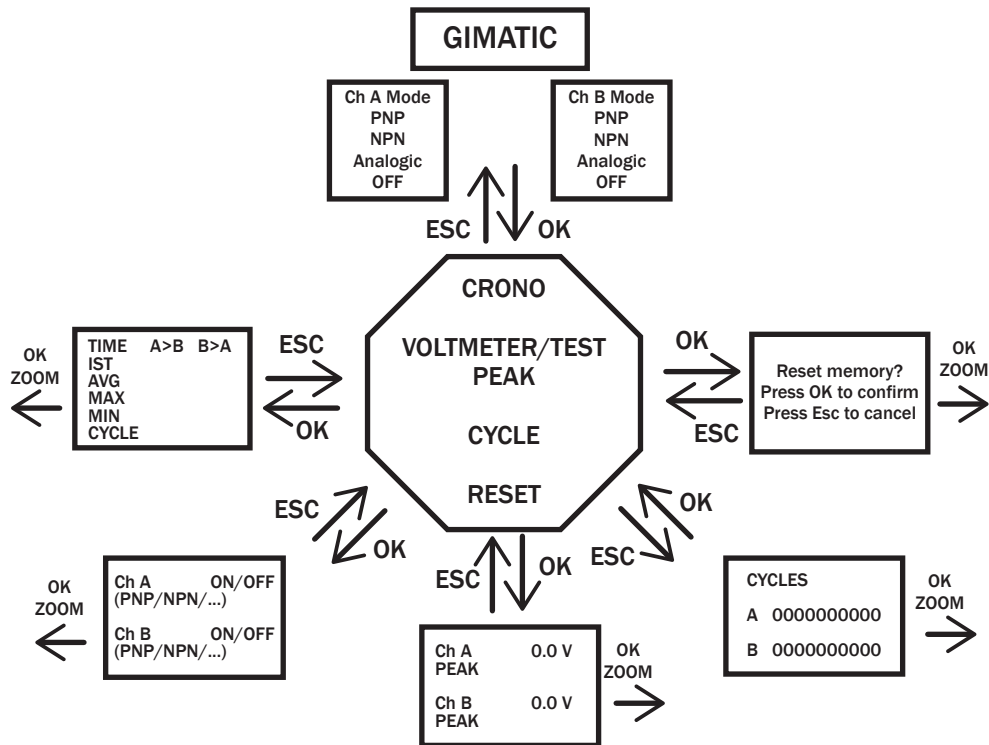 GIMATIC
Ch A Mode
PNP
NPN
Analogic
OFF
Ch B Mode
PNP
NPN
Analogic
OFF
ESC
OK
CRONO
VOLTMETER/TEST
PEAK
CYCLE
RESET
OK
ZOOM
TIME A>B B>A
IST
AVG
MAX
MIN
CYCLE
ESC
OK
OK
ESC
Reset memory?
Press OK to confirm
Press Esc to cancel
OK
ZOOM
ESC
OK
OK
ZOOM
Ch A ON/OFF
(PNP/NPN/...)
Ch B ON/OFF
(PNP/NPN/...)
ESC
OK
Ch A 0.0 V
PEAK
Ch B 0.0 V
PEAK
OK
ZOOM
OK
ESC
CYCLES
A 0000000000
B 0000000000
OK
ZOOM